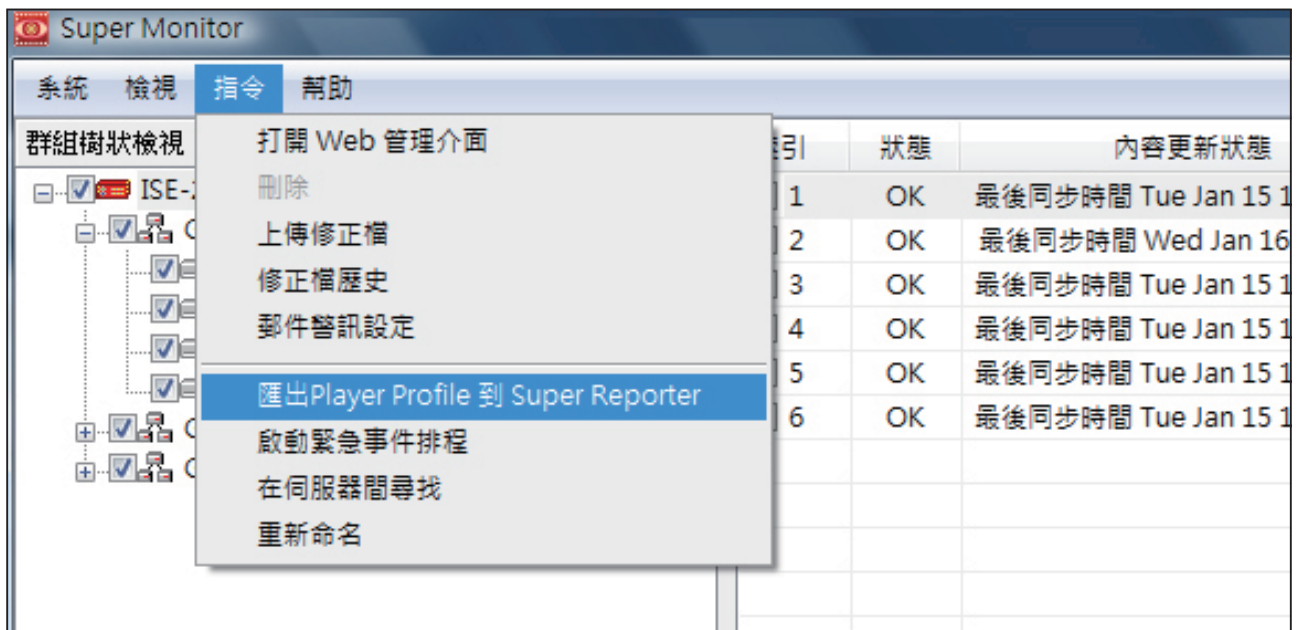 Super Monitor
系統 檢視 指令 幫助
群組樹狀檢視
打開 Web 管理介面
刪除
上傳修正檔
修正檔歷史
郵件警訊設定
匯出Player Profile 到 Super Reporter
啟動緊急事件排程
在伺服器間尋找
重新命名
ISE-
引 狀態 內容更新狀態
1 OK 最後同步時間 Tue Jan 15 1
2 OK 最後同步時間 Wed Jan 16
3 OK 最後同步時間 Tue Jan 15 1
4 OK 最後同步時間 Tue Jan 15 1
5 OK 最後同步時間 Tue Jan 15 1
6 OK 最後同步時間 Tue Jan 15 1